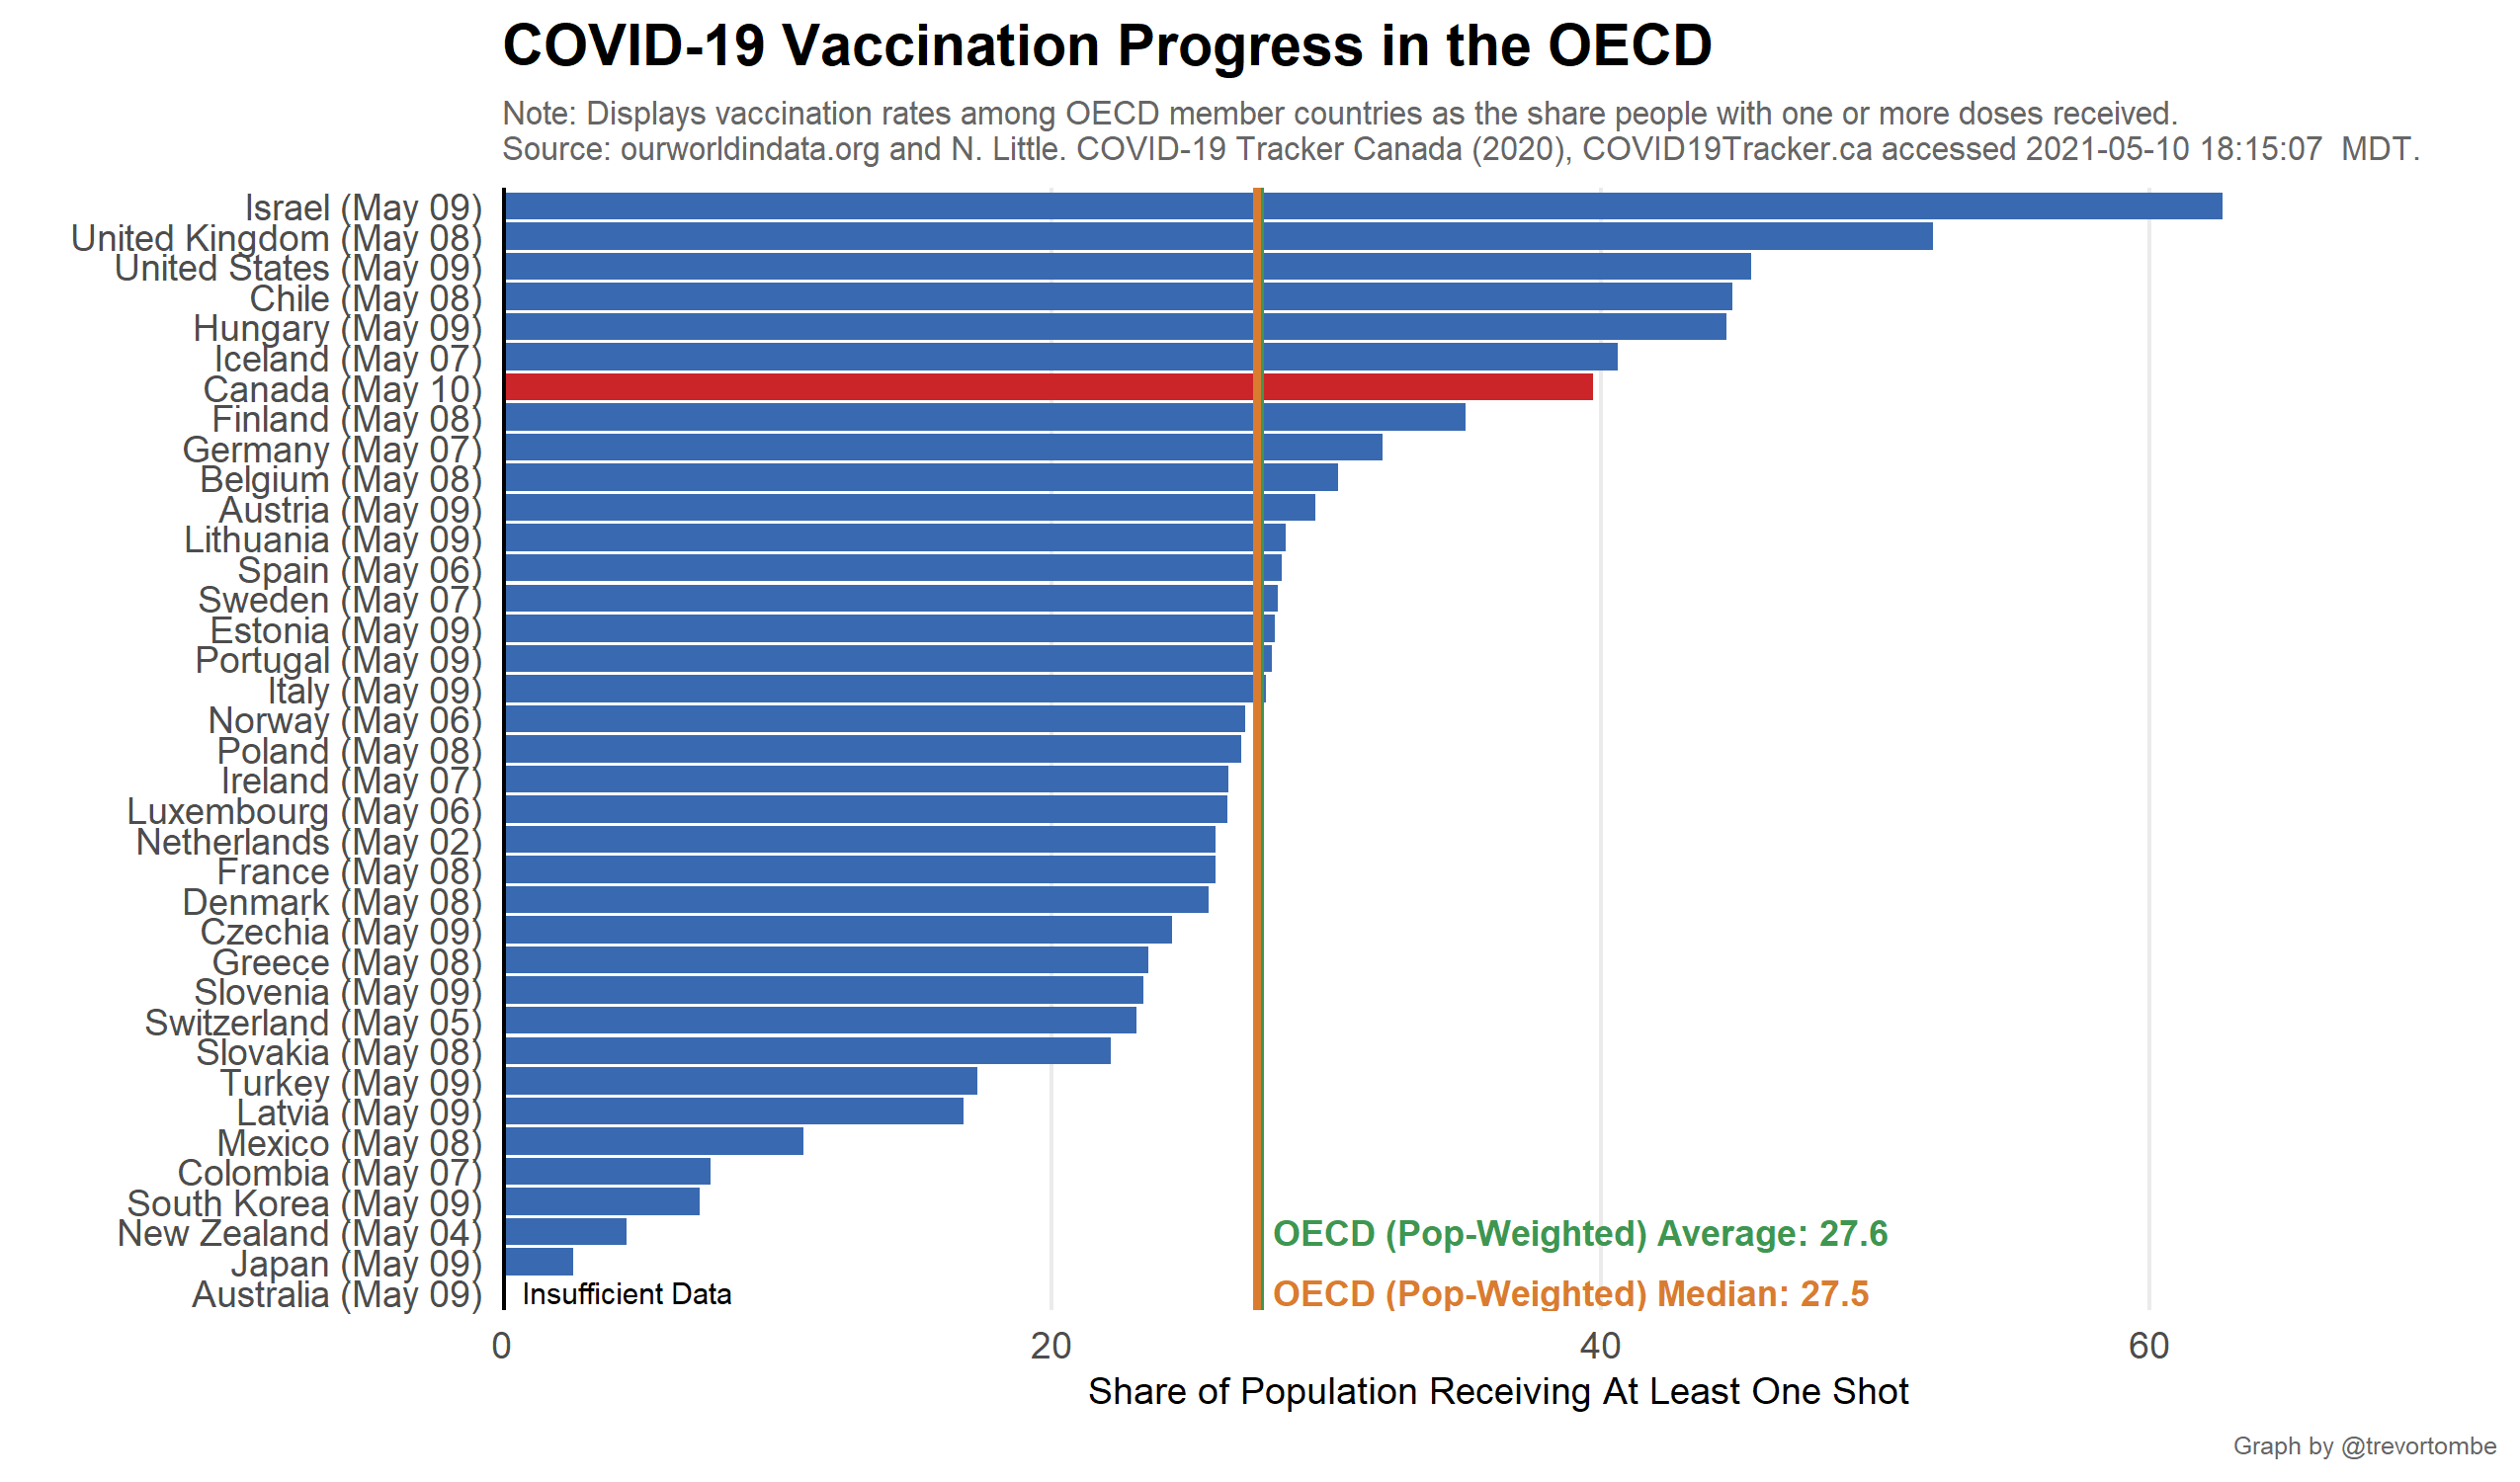 COVID-19 Vaccination Progress in the OECD
Note: Displays vaccination rates among OECD member countries as the share people with one or more doses received.
Source: ourworldindata.org and N. Little. COVID-19 Tracker Canada (2020), COVID19Tracker.ca accessed 2021-05-10 18:15:07  MDT.
Israel (May 09)
United Kingdom (May 08)
United States (May 09)
Chile (May 08)
Hungary (May 09)
Iceland (May 07)
Canada (May 10)
Finland (May 08)
Germany (May 07)
Belgium (May 08)
Austria (May 09)
Lithuania (May 09)
Spain (May 06)
Sweden (May 07)
Estonia (May 09)
Portugal (May 09)
Italy (May 09)
Norway (May 06)
Poland (May 08)
Ireland (May 07)
Luxembourg (May 06)
Netherlands (May 02)
France (May 08)
Denmark (May 08)
Czechia (May 09)
Greece (May 08)
Slovenia (May 09)
Switzerland (May 05)
Slovakia (May 08)
Turkey (May 09)
Latvia (May 09)
Mexico (May 08)
Colombia (May 07)
South Korea (May 09)
New Zealand (May 04)
OECD (Pop-Weighted) Average: 27.6
Japan (May 09)
Australia (May 09)
Insufficient Data
OECD (Pop-Weighted) Median: 27.5
0 20 40 60
Share of Population Receiving At Least One Shot
Graph by @trevortombe